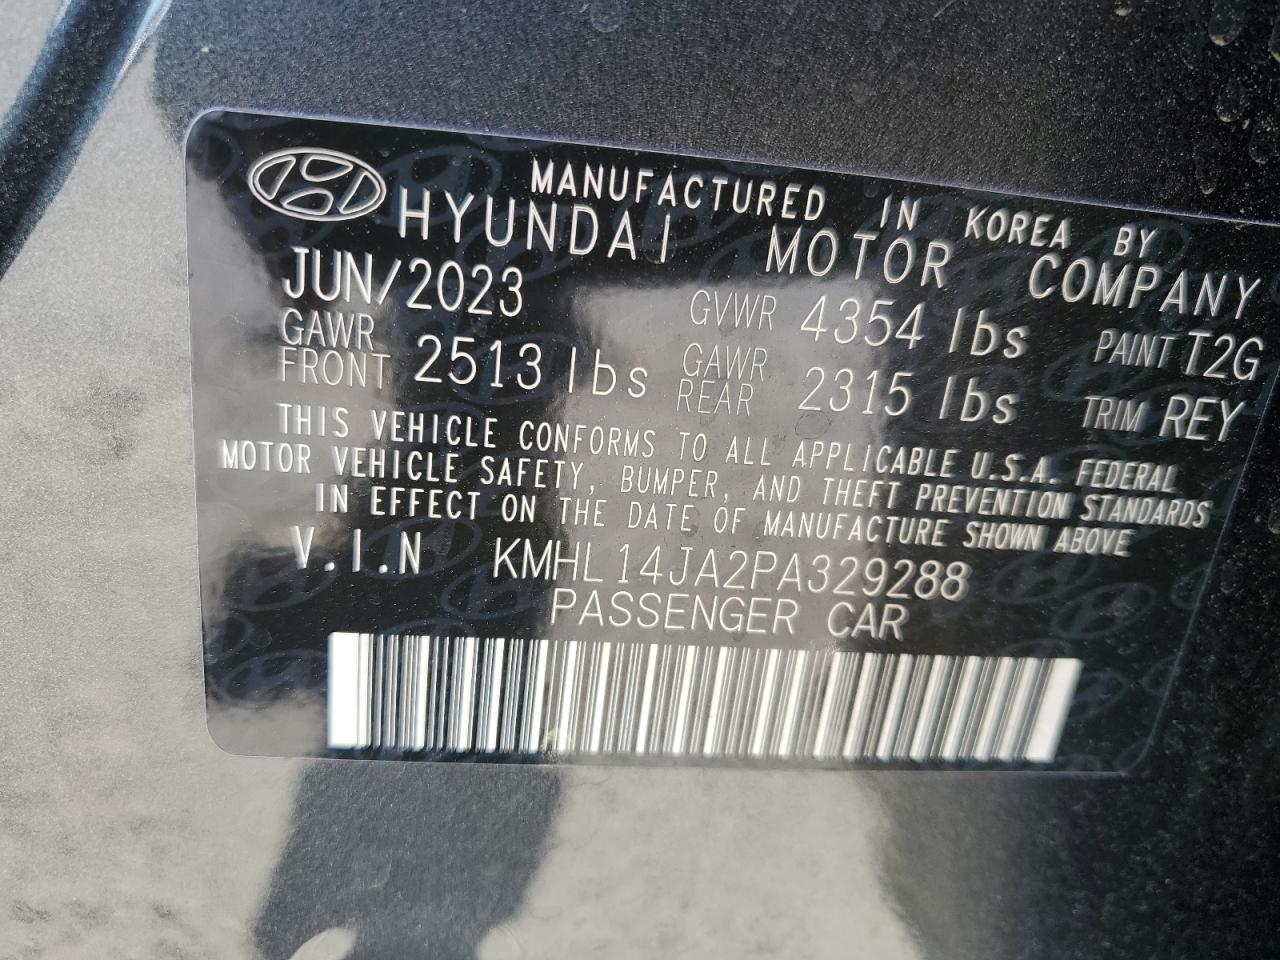 MANUFACTURED IN KOREA BY
HYUNDAI MOTOR COMPANY
JUN/2023 GVWR 4354 lbs PAINT T2G
GAWR FRONT 2513 lbs GAWR REAR 2315 lbs TRIM REY
THIS VEHICLE CONFORMS TO ALL APPLICABLE U.S.A. FEDERAL
MOTOR VEHICLE SAFETY, BUMPER, AND THEFT PREVENTION STANDARDS
IN EFFECT ON THE DATE OF MANUFACTURE SHOWN ABOVE
V.I.N KMHL14JA2PA329288
PASSENGER CAR